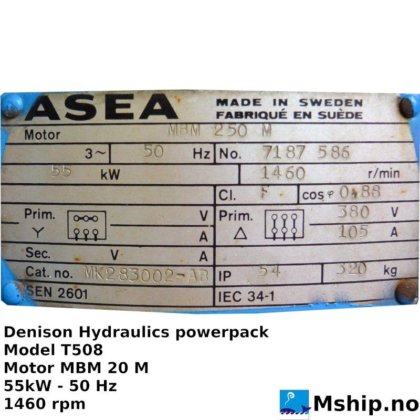 ASEA MADE IN SWEDEN
FABRIQUÉ EN SUÈDE
Motor MBM 250 M
3~ 50 Hz No. 7187 586
55 kW 1460 r/min
Cl. F cosφ 0,88
Prim. V Prim. 380 V
Y A △ 105 A
Sec. V A
Cat. no. MK283002-AB IP 54 320 kg
SEN 2601 IEC 34-1
Denison Hydraulics powerpack
Model T508
Motor MBM 20 M
55kW - 50 Hz
1460 rpm
Mship.no